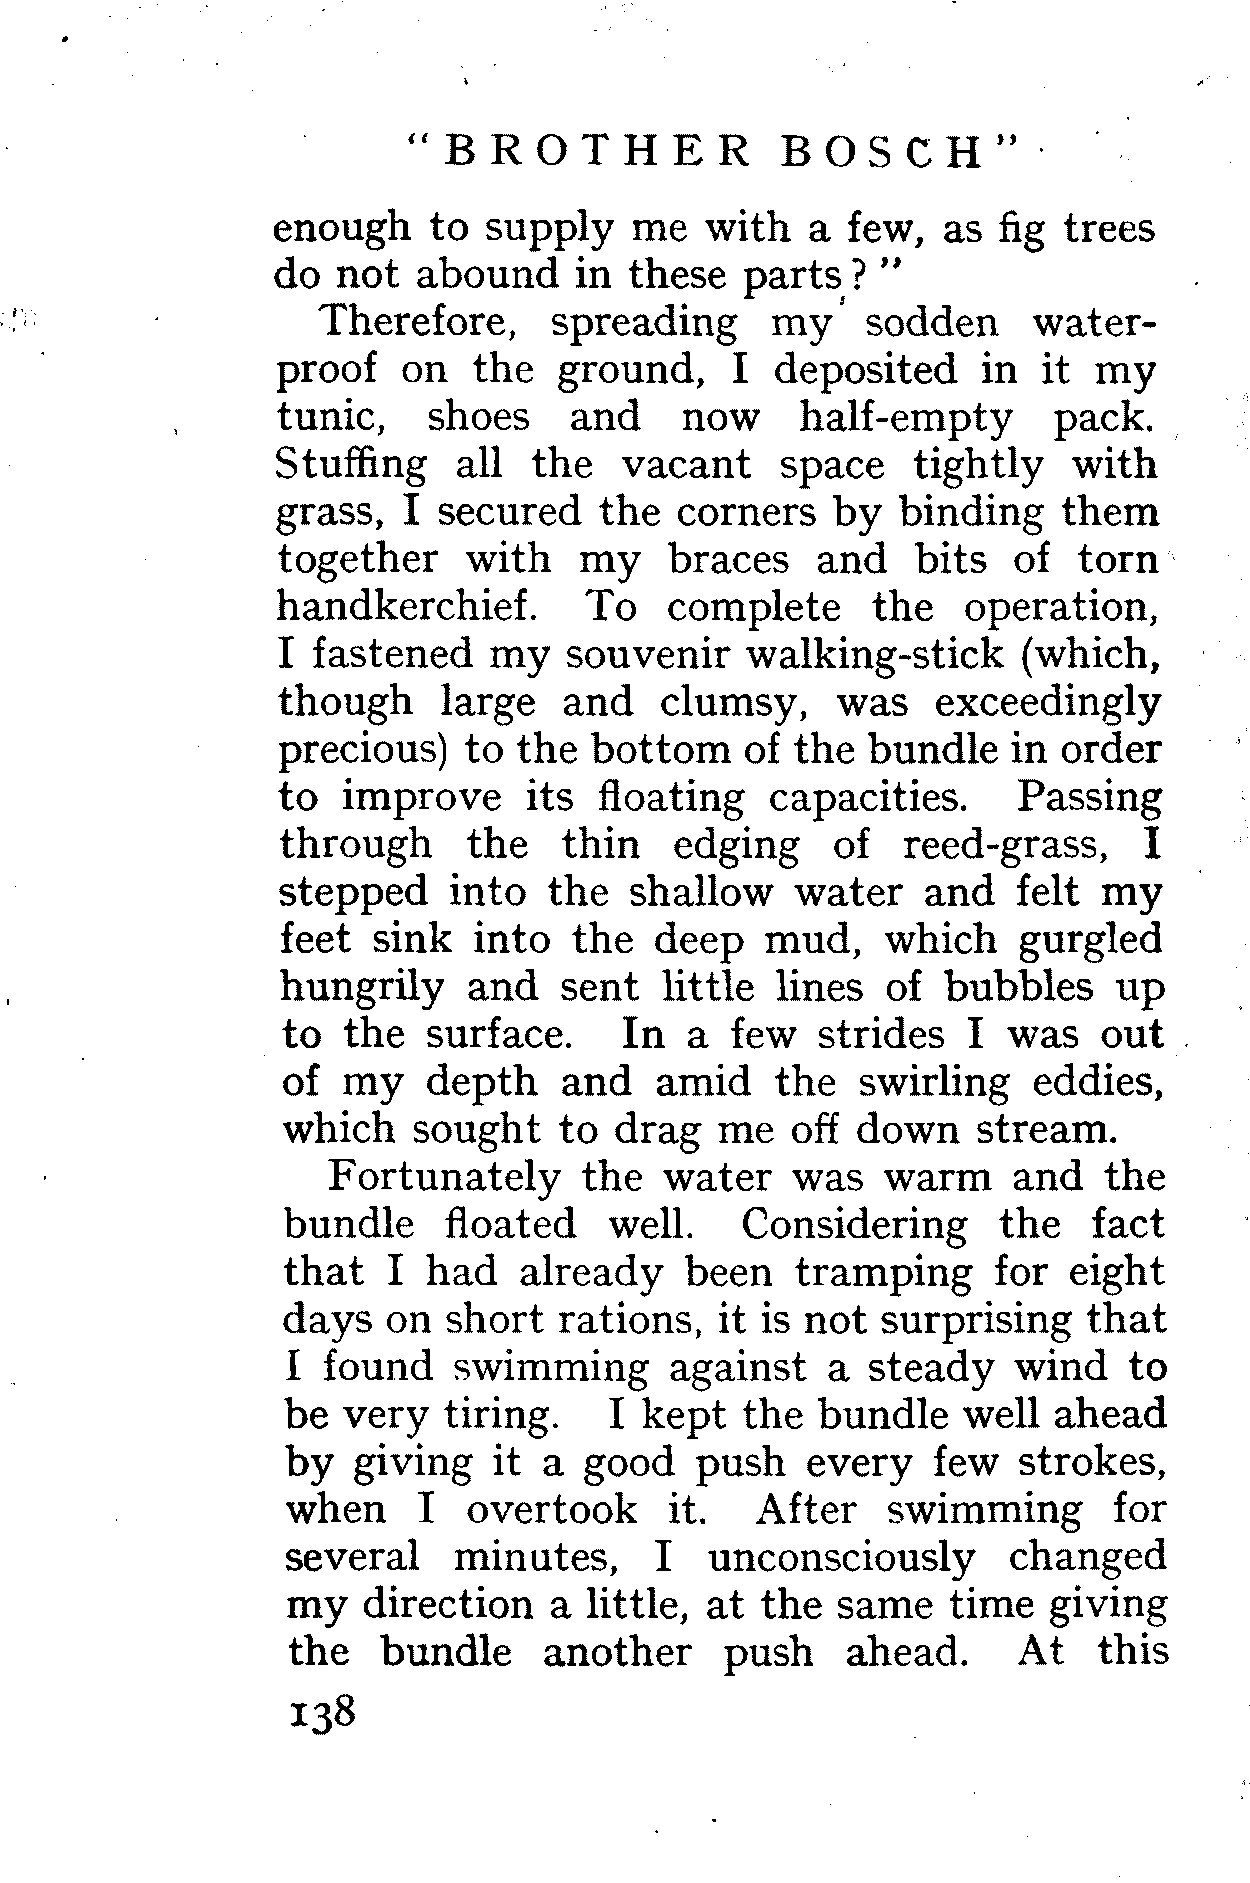 "BROTHER BOSCH"
enough to supply me with a few, as fig trees
do not abound in these parts?"
Therefore, spreading my sodden water-
proof on the ground, I deposited in it my
tunic, shoes and now half-empty pack.
Stuffing all the vacant space tightly with
grass, I secured the corners by binding them
together with my braces and bits of torn
handkerchief. To complete the operation,
I fastened my souvenir walking-stick (which,
though large and clumsy, was exceedingly
precious) to the bottom of the bundle in order
to improve its floating capacities. Passing
through the thin edging of reed-grass, I
stepped into the shallow water and felt my
feet sink into the deep mud, which gurgled
hungrily and sent little lines of bubbles up
to the surface. In a few strides I was out
of my depth and amid the swirling eddies,
which sought to drag me off down stream.
Fortunately the water was warm and the
bundle floated well. Considering the fact
that I had already been tramping for eight
days on short rations, it is not surprising that
I found swimming against a steady wind to
be very tiring. I kept the bundle well ahead
by giving it a good push every few strokes,
when I overtook it. After swimming for
several minutes, I unconsciously changed
my direction a little, at the same time giving
the bundle another push ahead. At this
138